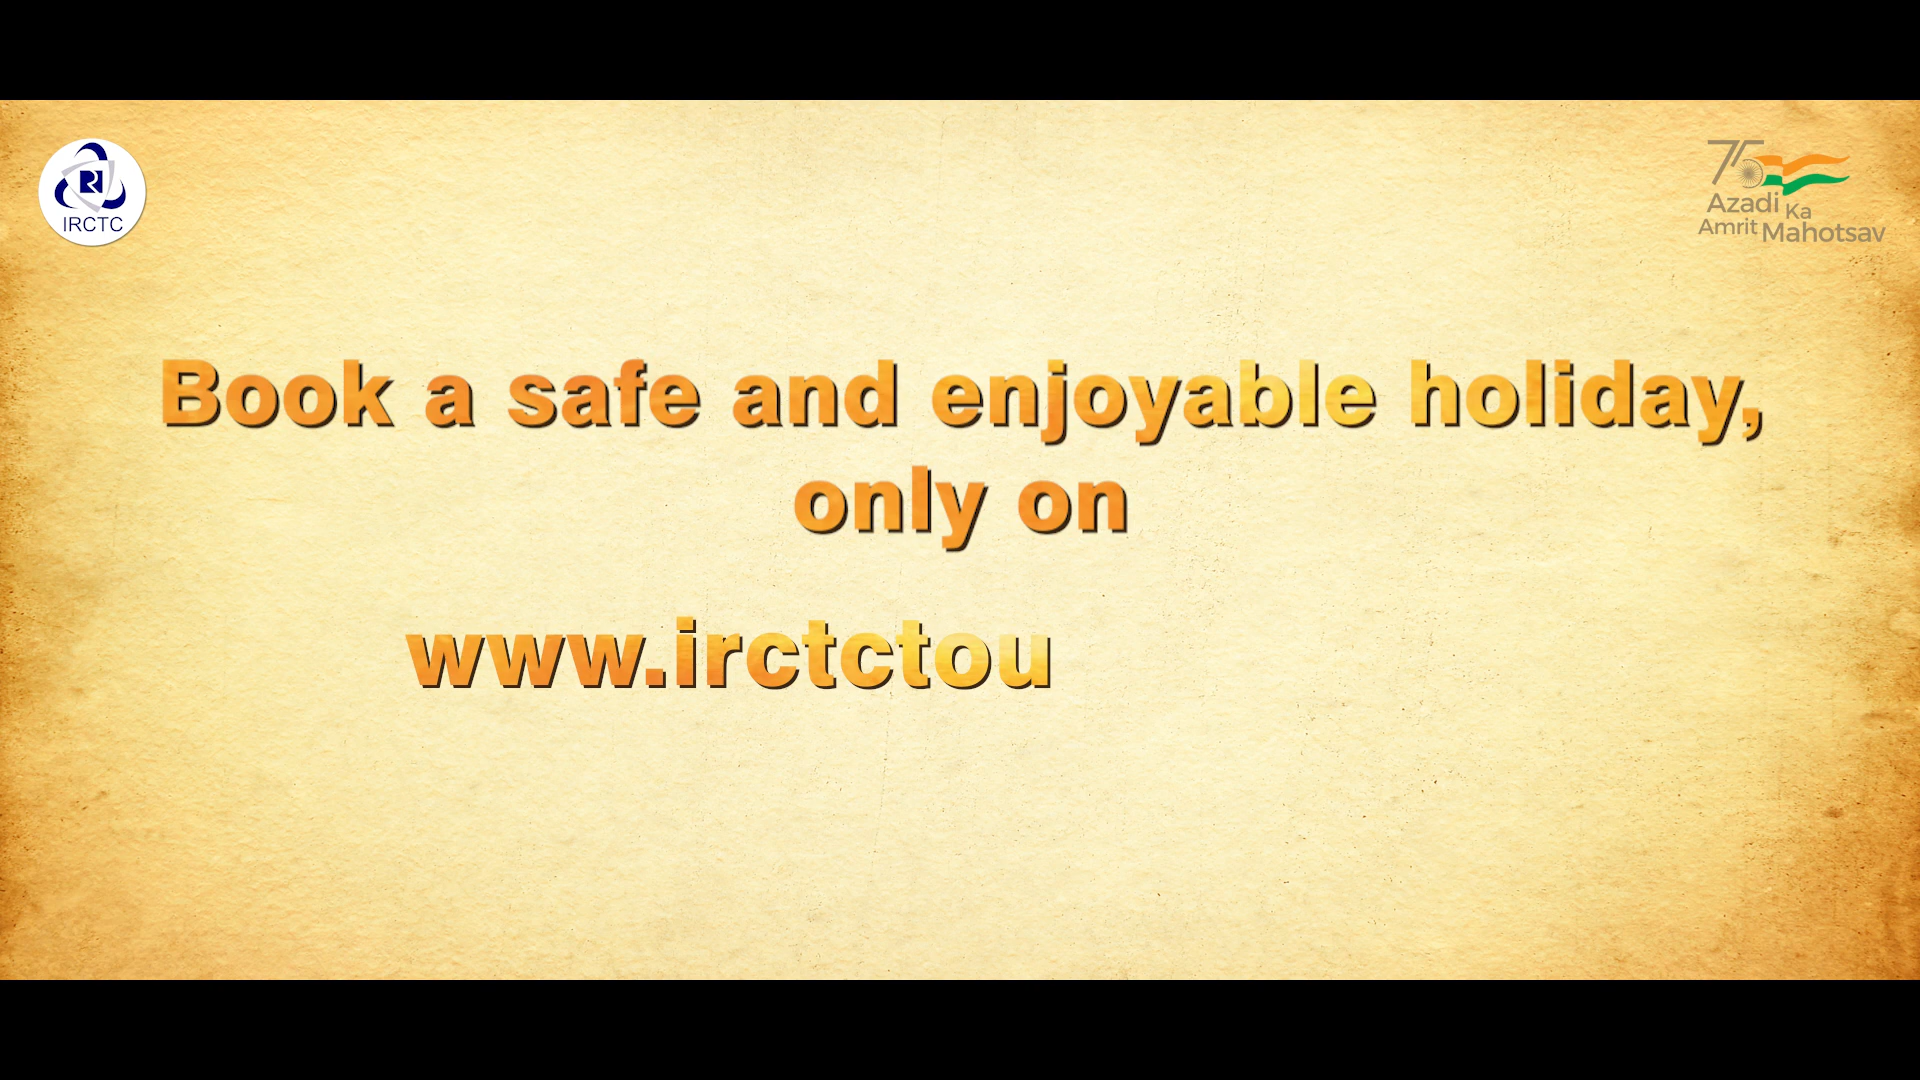 IRCTC
75
Azadi Ka
Amrit Mahotsav
Book a safe and enjoyable holiday,
only on
www.irctctou